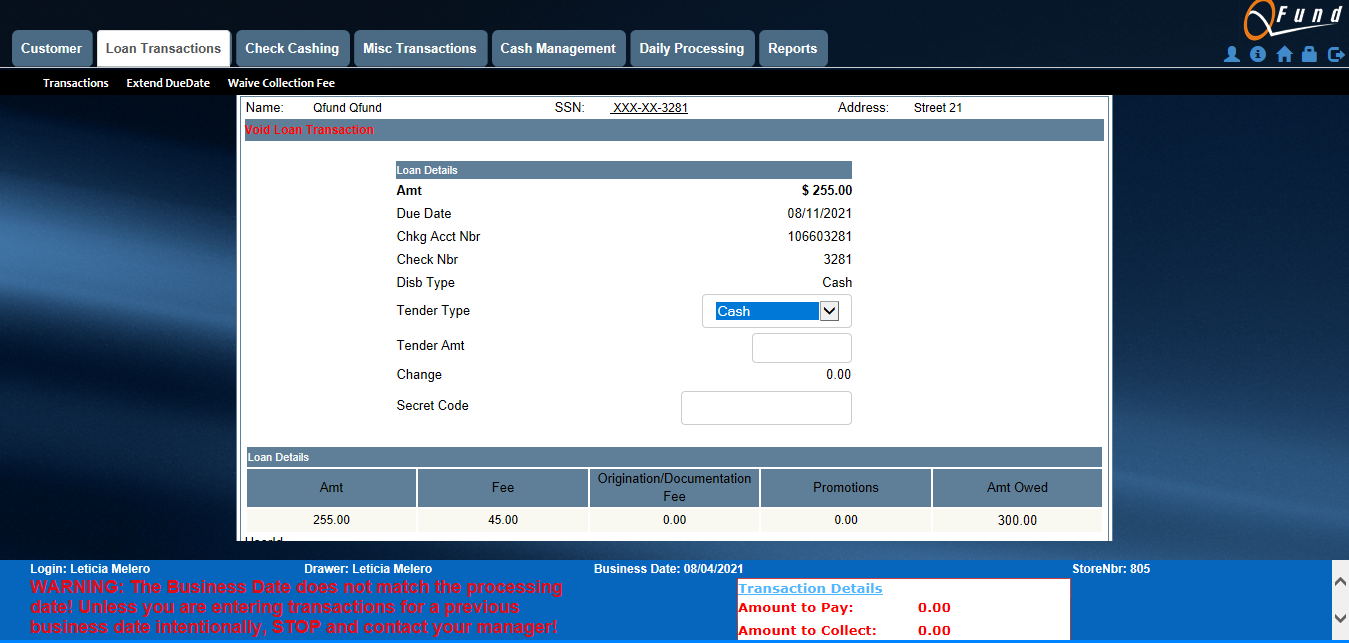 QFund
Customer
Loan Transactions
Check Cashing
Misc Transactions
Cash Management
Daily Processing
Reports
Transactions
Extend DueDate
Waive Collection Fee
Name: Qfund Qfund SSN: XXX-XX-3281 Address: Street 21
Void Loan Transaction
Loan Details
Amt $ 255.00
Due Date 08/11/2021
Chkg Acct Nbr 106603281
Check Nbr 3281
Disb Type Cash
Tender Type Cash
Tender Amt
Change 0.00
Secret Code
Loan Details
Amt Fee Origination/Documentation Fee Promotions Amt Owed
255.00 45.00 0.00 0.00 300.00
Login: Leticia Melero Drawer: Leticia Melero Business Date: 08/04/2021 StoreNbr: 805
WARNING: The Business Date does not match the processing
date! Unless you are entering transactions for a previous
business date intentionally, STOP and contact your manager!
Transaction Details
Amount to Pay: 0.00
Amount to Collect: 0.00